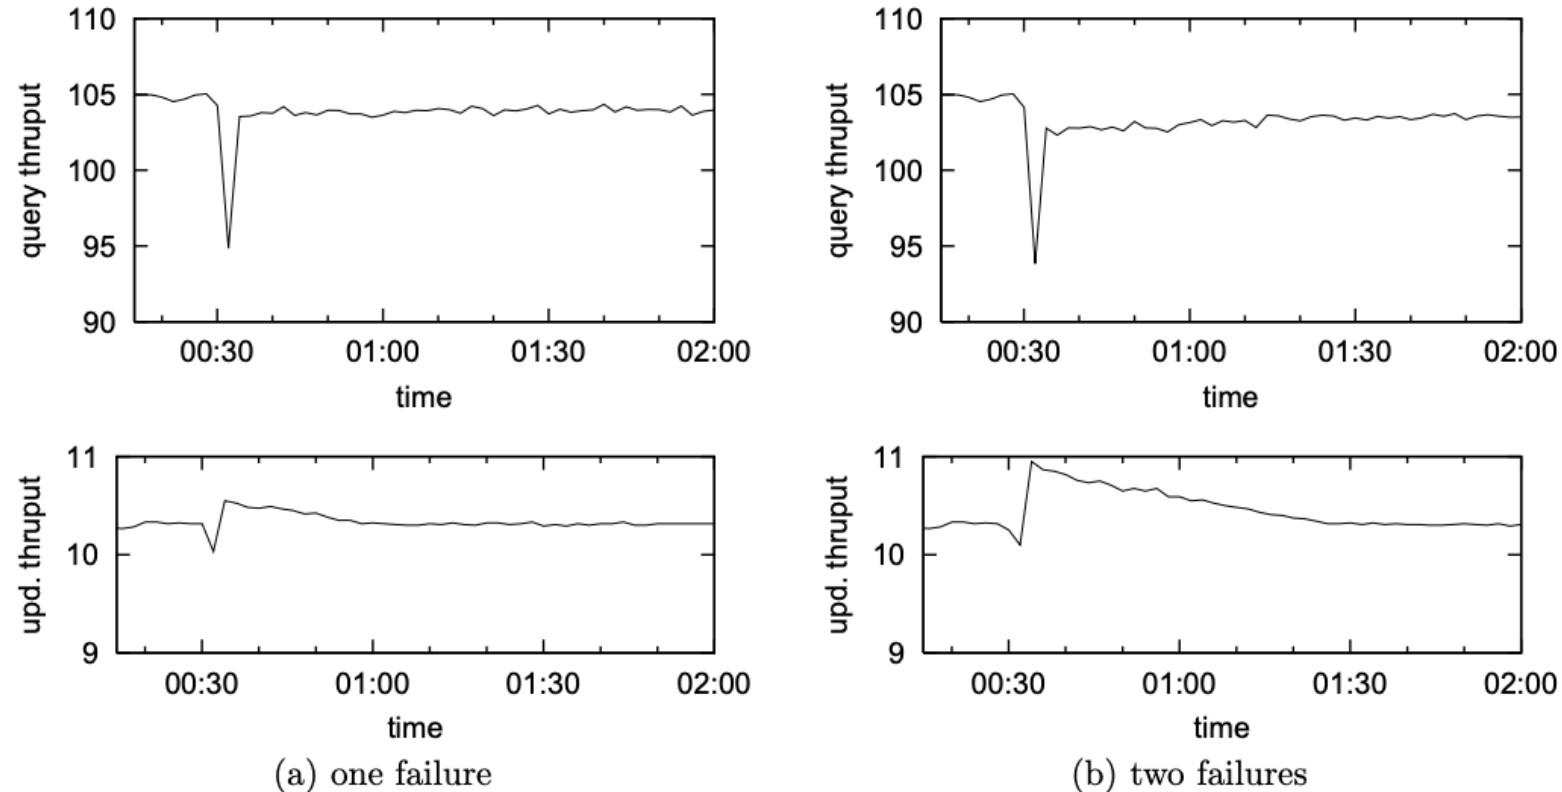 110
105
100
95
90
query thruput
00:30 01:00 01:30 02:00
time
110
105
100
95
90
query thruput
00:30 01:00 01:30 02:00
time
11
10
9
upd. thruput
00:30 01:00 01:30 02:00
time
(a) one failure
11
10
9
upd. thruput
00:30 01:00 01:30 02:00
time
(b) two failures